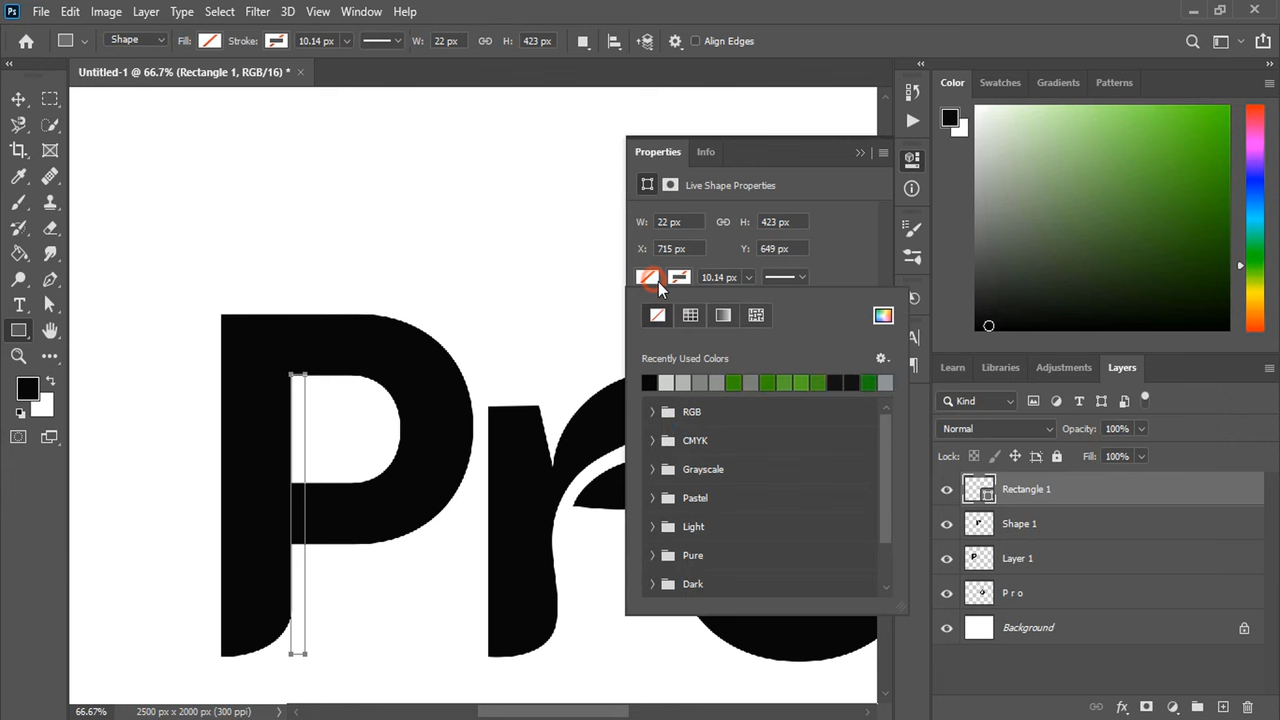 Ps File Edit Image Layer Type Select Filter 3D View Window Help
Shape Fill: Stroke: 10.14 px W: 22 px H: 423 px Align Edges
Untitled-1 @ 66.7% (Rectangle 1, RGB/16) *
Color Swatches Gradients Patterns
Properties Info
Live Shape Properties
W: 22 px H: 423 px
X: 715 px Y: 649 px
10.14 px
Recently Used Colors
RGB
CMYK
Grayscale
Pastel
Light
Pure
Dark
Pro
Learn Libraries Adjustments Layers
Kind
Normal Opacity: 100%
Lock: Fill: 100%
Rectangle 1
Shape 1
Layer 1
P r o
Background
66.67% 2500 px x 2000 px (300 ppi)